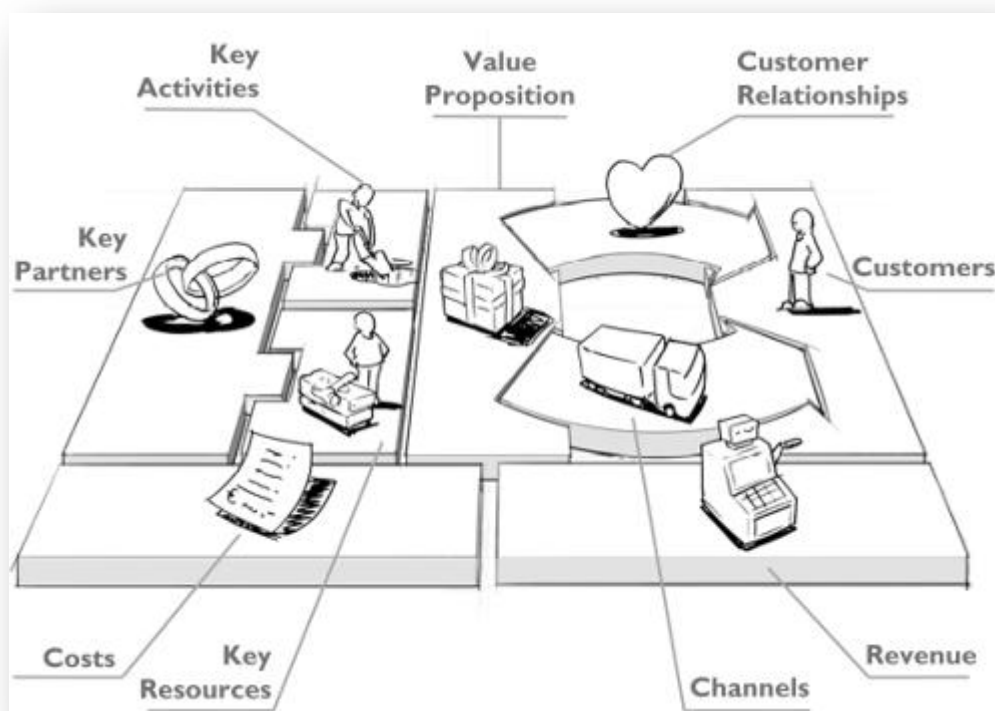 Key
Activities
Value
Proposition
Customer
Relationships
Key
Partners
Customers
Costs
Key
Resources
Channels
Revenue